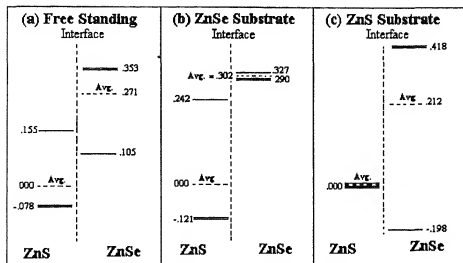 (a) Free Standing
Interface
.353
Avg.
.271
.155
.105
000
Avg.
-.078
ZnS
ZnSe
(b) ZnSe Substrate
Interface
Avg. = .302
.327
.290
.242
000
Avg
-.121
ZnS
ZnSe
(c) ZnS Substrate
Interface
.418
Avg
.212
Avg.
.000
-.198
ZnS
ZnSe